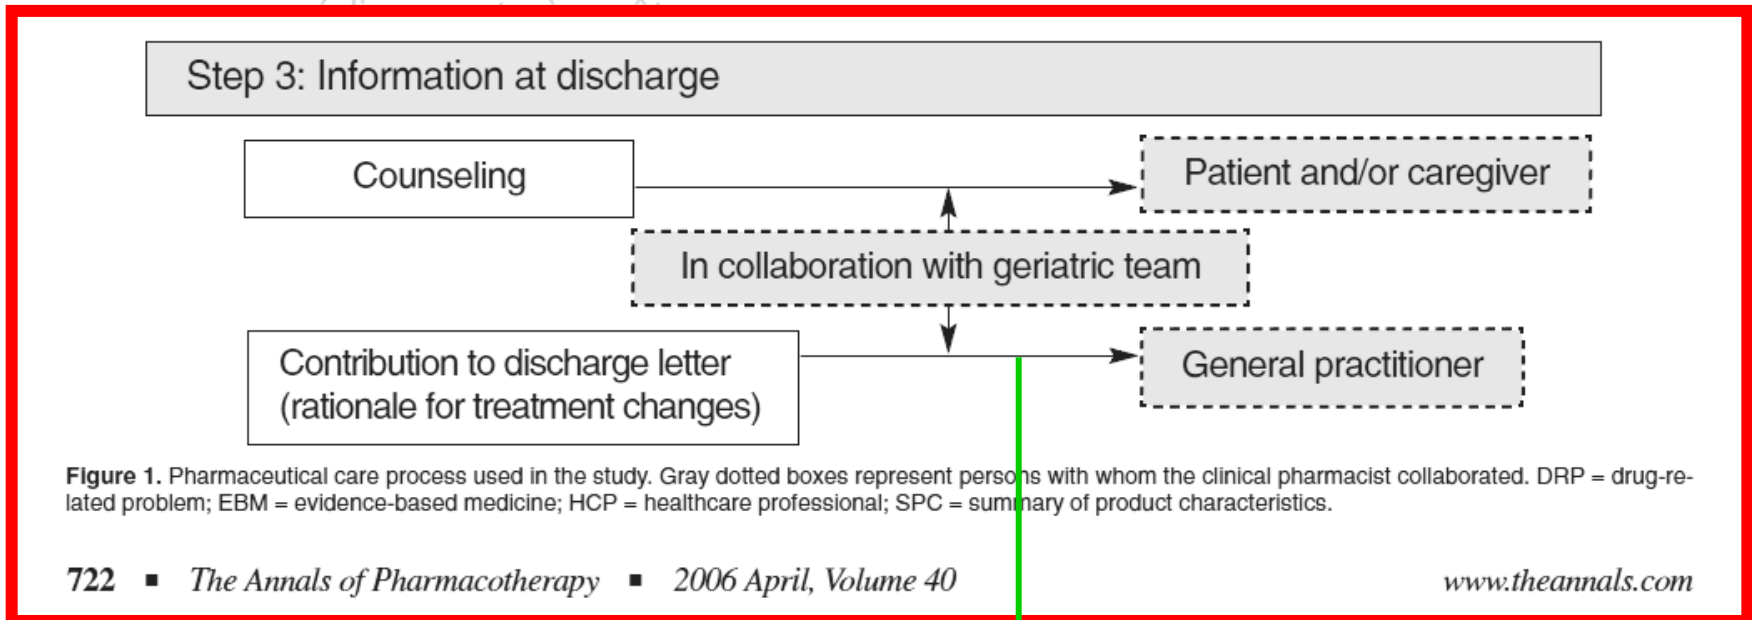 Step 3: Information at discharge
Counseling
Patient and/or caregiver
In collaboration with geriatric team
Contribution to discharge letter
(rationale for treatment changes)
General practitioner
Figure 1. Pharmaceutical care process used in the study. Gray dotted boxes represent persons with whom the clinical pharmacist collaborated. DRP = drug-re-
lated problem; EBM = evidence-based medicine; HCP = healthcare professional; SPC = summary of product characteristics.
722 ■ The Annals of Pharmacotherapy ■ 2006 April, Volume 40 www.theannals.com